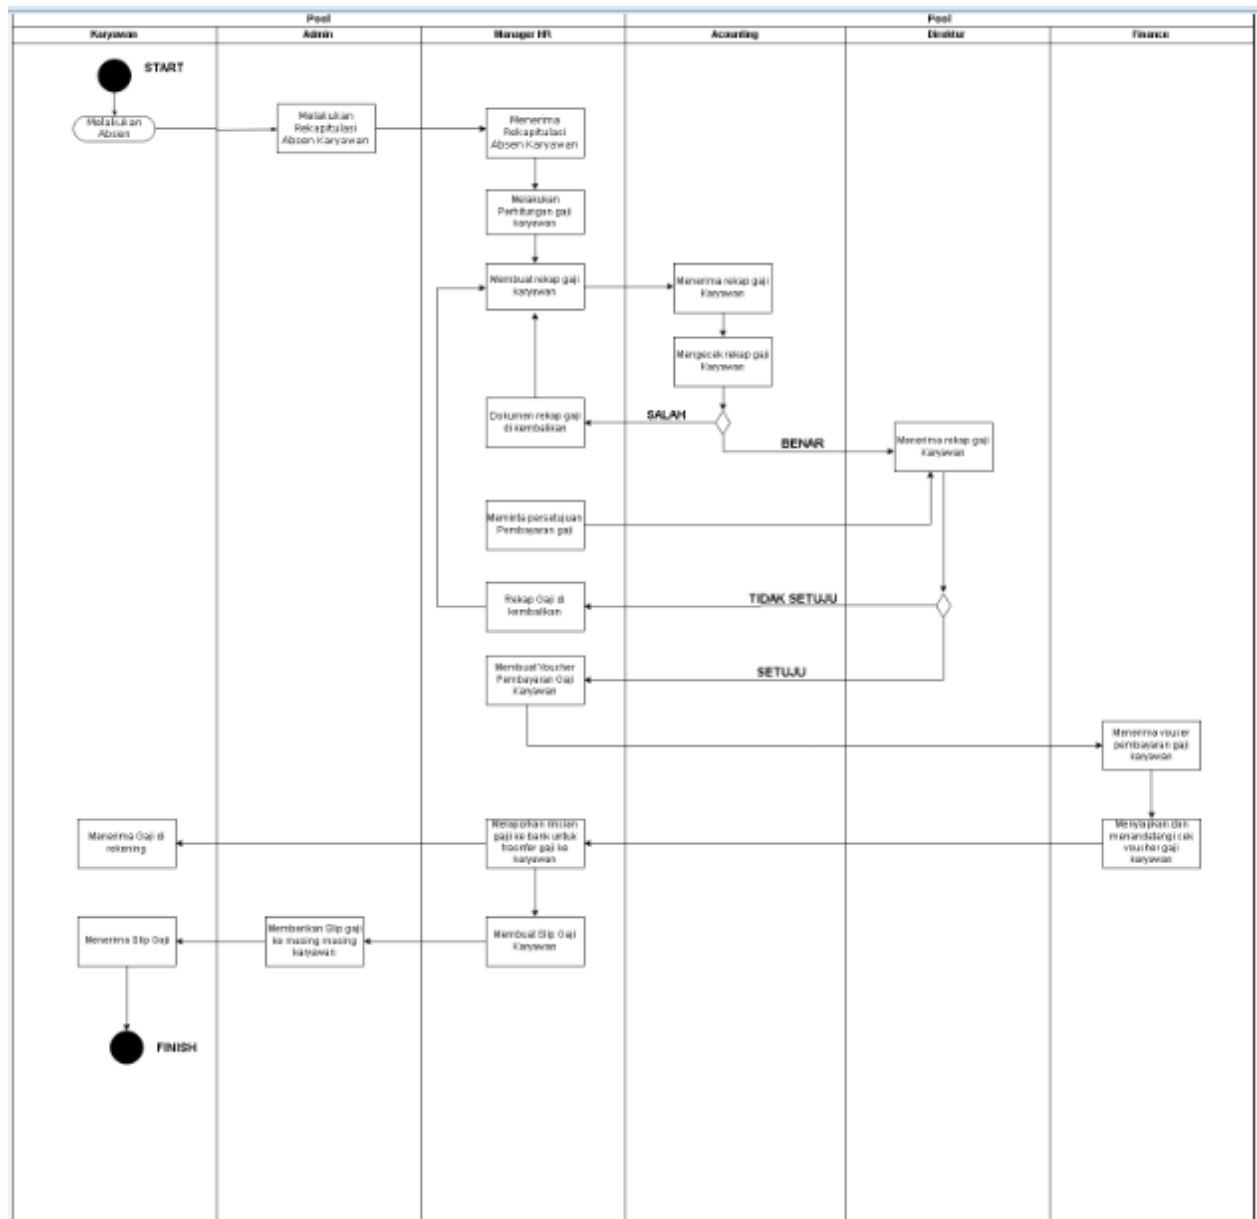 Pool
Pool
Karyawan
Admin
Manager HR
Acounting
Direktur
Finance
START
Melakukan
Absen
Melakukan
Rekapitulasi
Absen Karyawan
Menerima
Rekapitulasi
Absen Karyawan
Melakukan
Perhitungan gaji
karyawan
Membuat rekap gaji
karyawan
Menerima rekap gaji
Karyawan
Mengecek rekap gaji
Karyawan
Dokumen rekap gaji
di kembalikan
SALAH
BENAR
Menerima rekap gaji
Karyawan
Meminta persetujuan
Pembayaran gaji
Rekap Gaji di
kembalikan
TIDAK SETUJU
Membuat Voucher
Pembayaran Gaji
Karyawan
SETUJU
Menerima voucer
pembayaran gaji
karyawan
Menerima Gaji di
rekening
Melaporkan rincian
gaji ke bank untuk
trasnfer gaji ke
karyawan
Menyiapkan dan
menandatangi cek
voucher gaji
karyawan
Menerima Slip Gaji
Memberikan Slip gaji
ke masing masing
karyawan
Membuat Slip Gaji
Karyawan
FINISH